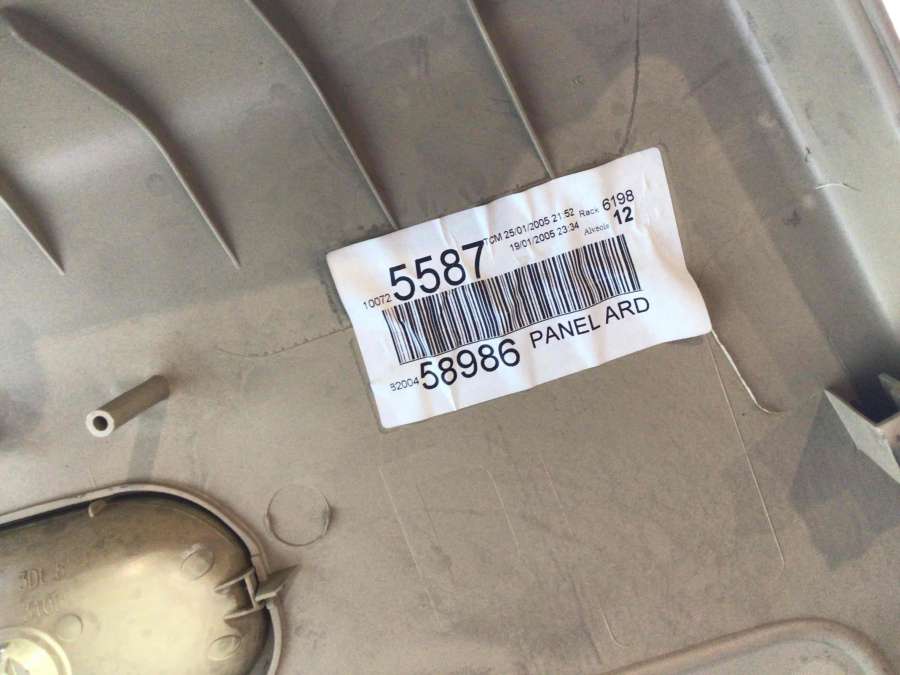 TCM 25/01/2005 21:52 Rack 6198
19/01/2005 23:34 Alveole 12
10072 5587
82004 58986 PANEL ARD